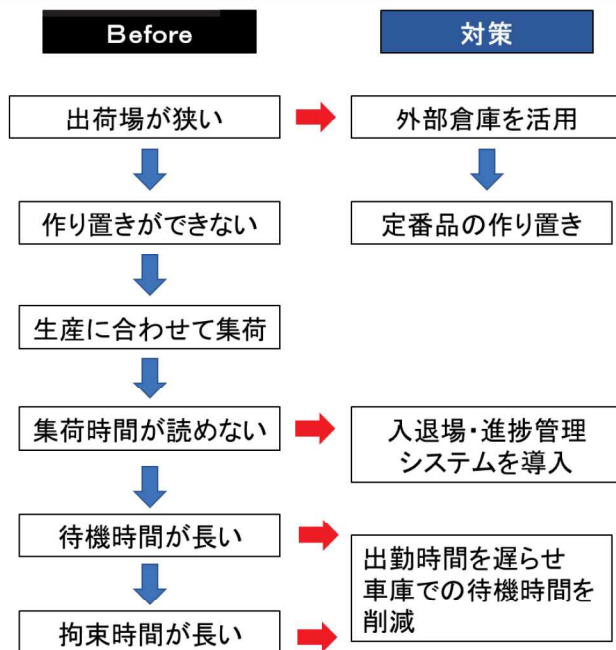 Before
対策
出荷場が狭い
外部倉庫を活用
作り置きができない
定番品の作り置き
生産に合わせて集荷
集荷時間が読めない
入退場・進捗管理
システムを導入
待機時間が長い
出勤時間を遅らせ
車庫での待機時間を
削減
拘束時間が長い